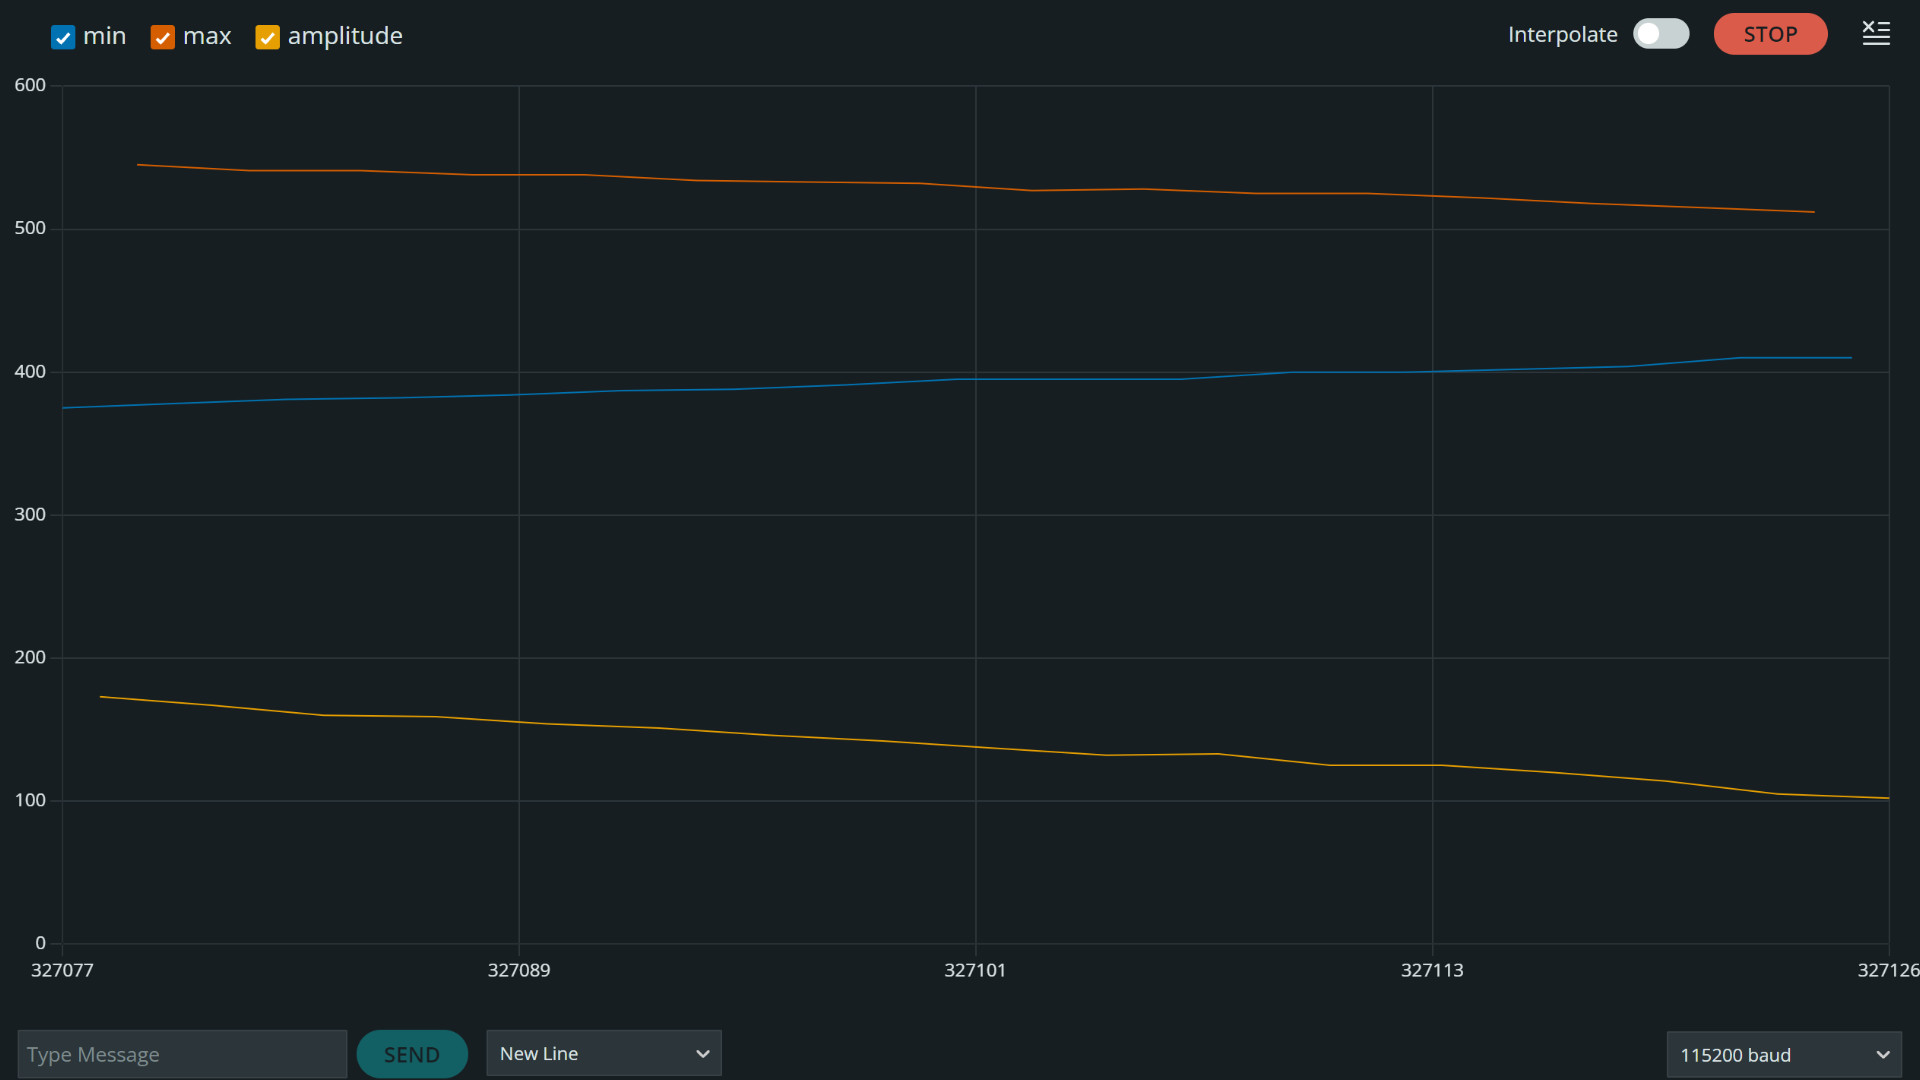 min max amplitude Interpolate STOP
600
500
400
300
200
100
0
327077 327089 327101 327113 327126
Type Message SEND New Line 115200 baud